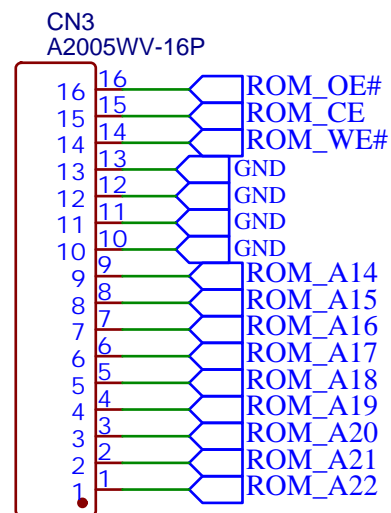 CN3
A2005WV-16P
16 16 ROM_OE#
15 15 ROM_CE
14 14 ROM_WE#
13 13 GND
12 12 GND
11 11 GND
10 10 GND
9 9 ROM_A14
8 8 ROM_A15
7 7 ROM_A16
6 6 ROM_A17
5 5 ROM_A18
4 4 ROM_A19
3 3 ROM_A20
2 2 ROM_A21
1 1 ROM_A22